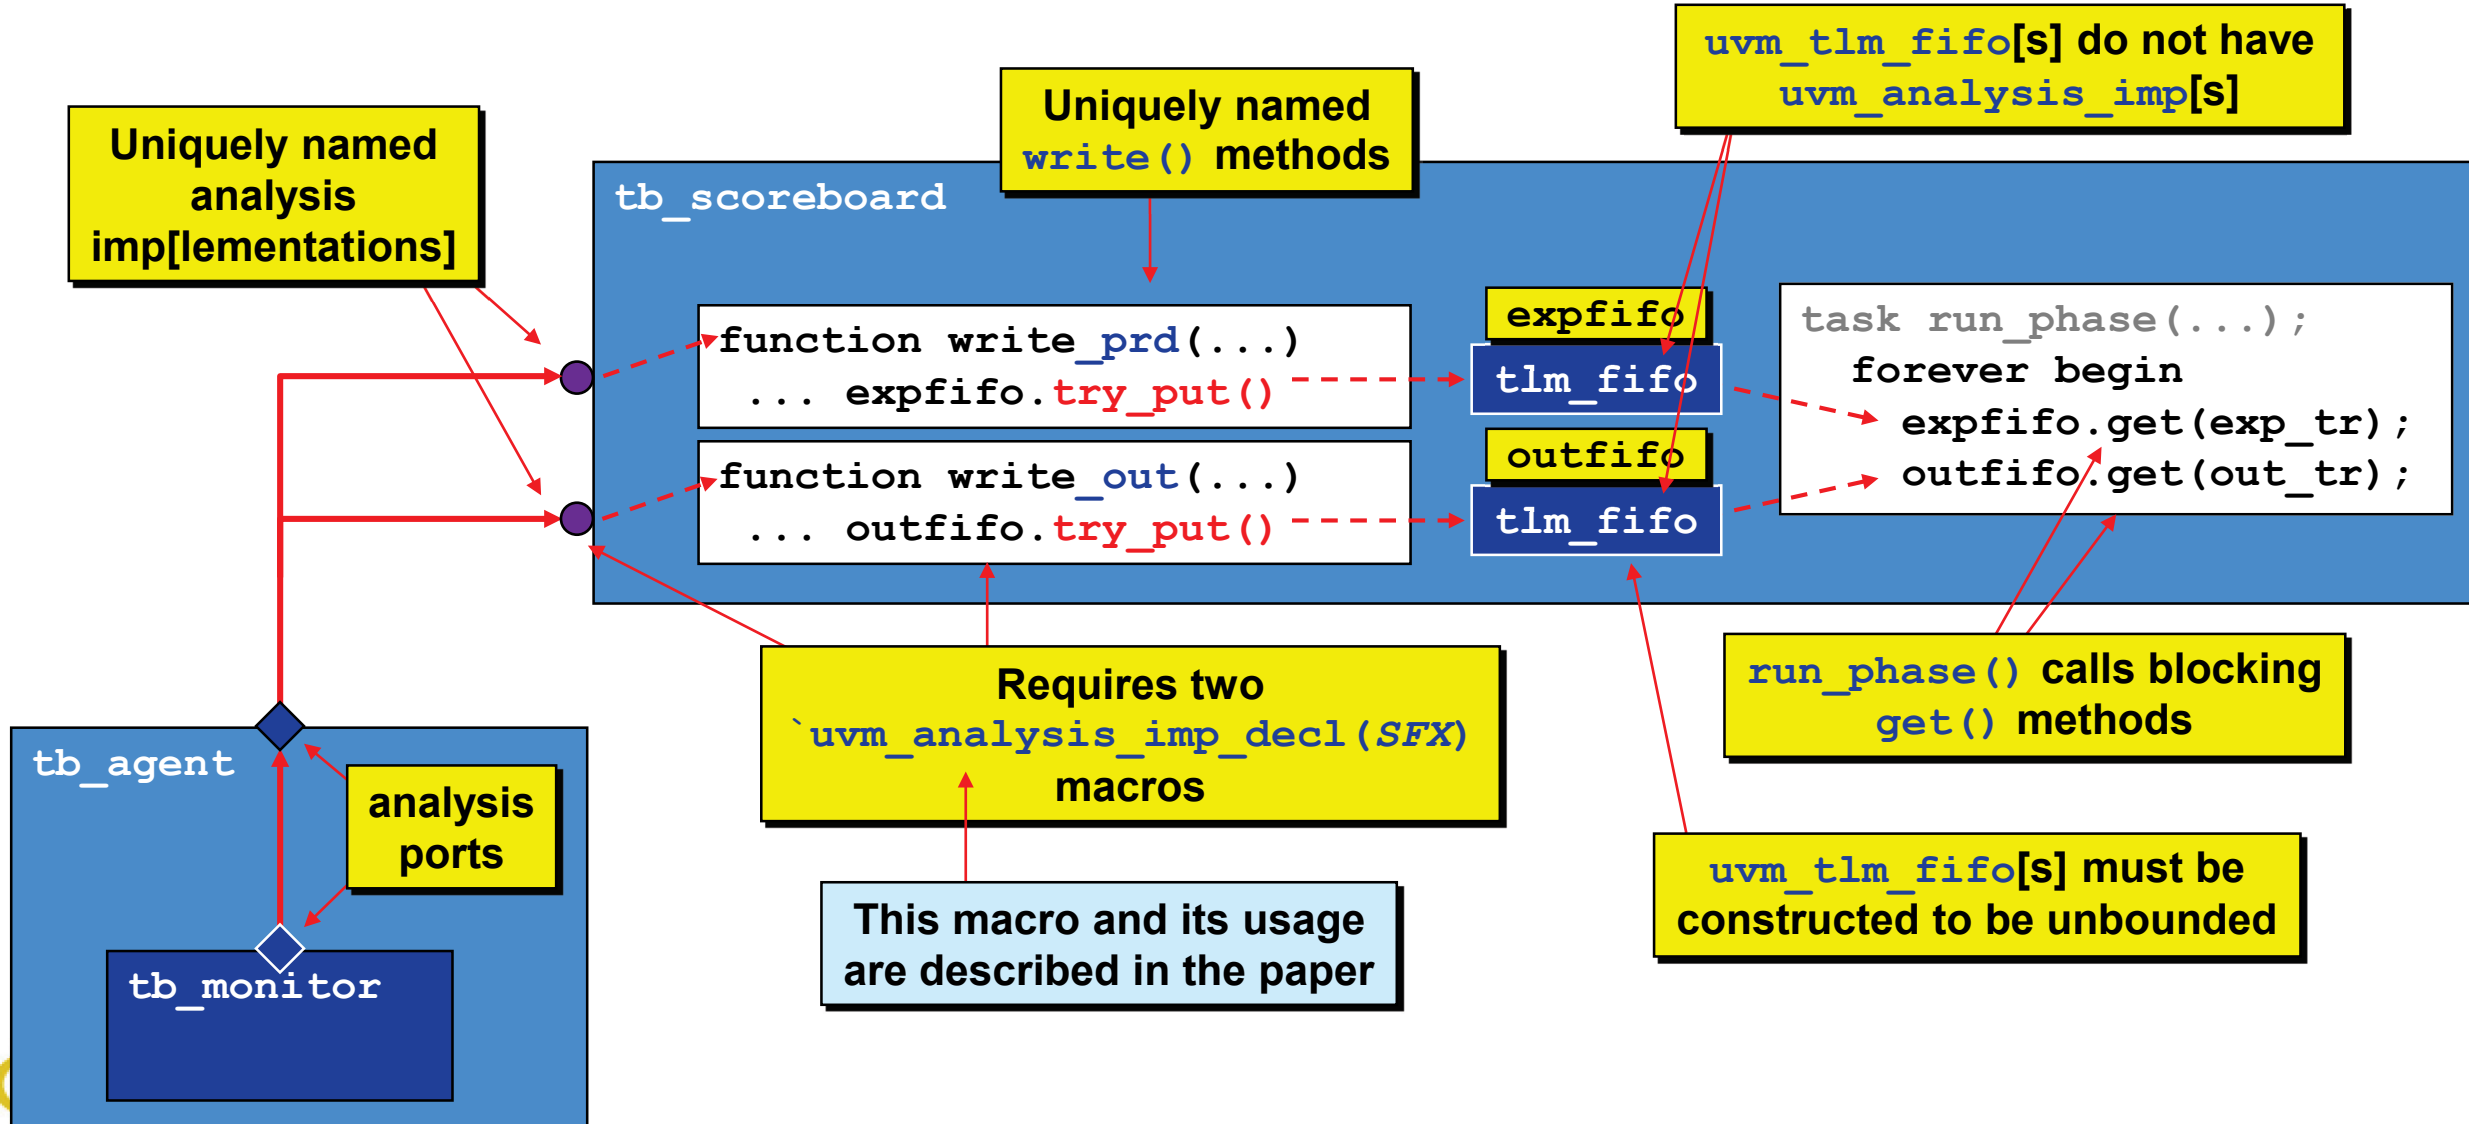 uvm_tlm_fifo[s] do not have
uvm_analysis_imp[s]
Uniquely named
write() methods
Uniquely named
analysis
imp[lementations]
tb_scoreboard
function write_prd(...)
... expfifo.try_put()
function write_out(...)
... outfifo.try_put()
expfifo
tlm_fifo
outfifo
tlm_fifo
task run_phase(...);
forever begin
expfifo.get(exp_tr);
outfifo.get(out_tr);
Requires two
`uvm_analysis_imp_decl(SFX)
macros
run_phase() calls blocking
get() methods
tb_agent
analysis
ports
uvm_tlm_fifo[s] must be
constructed to be unbounded
This macro and its usage
are described in the paper
tb_monitor